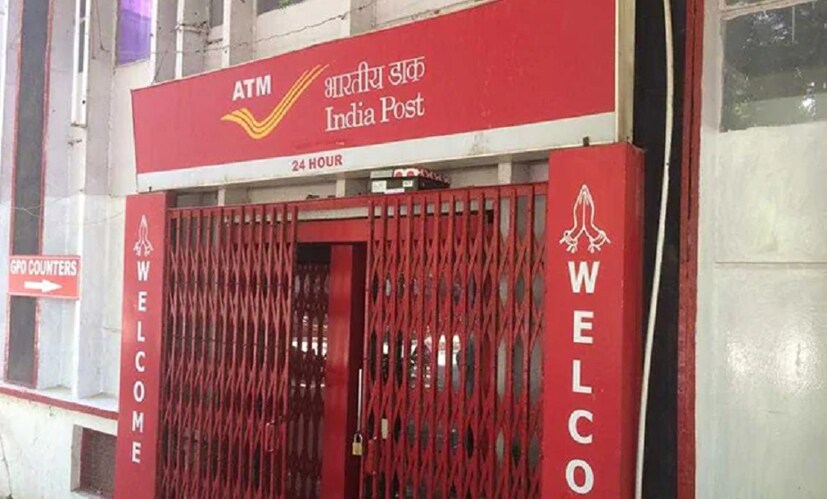 ATM
भारतीय डाक
India Post
24 HOUR
GPO COUNTERS
WELCOME
WELCO